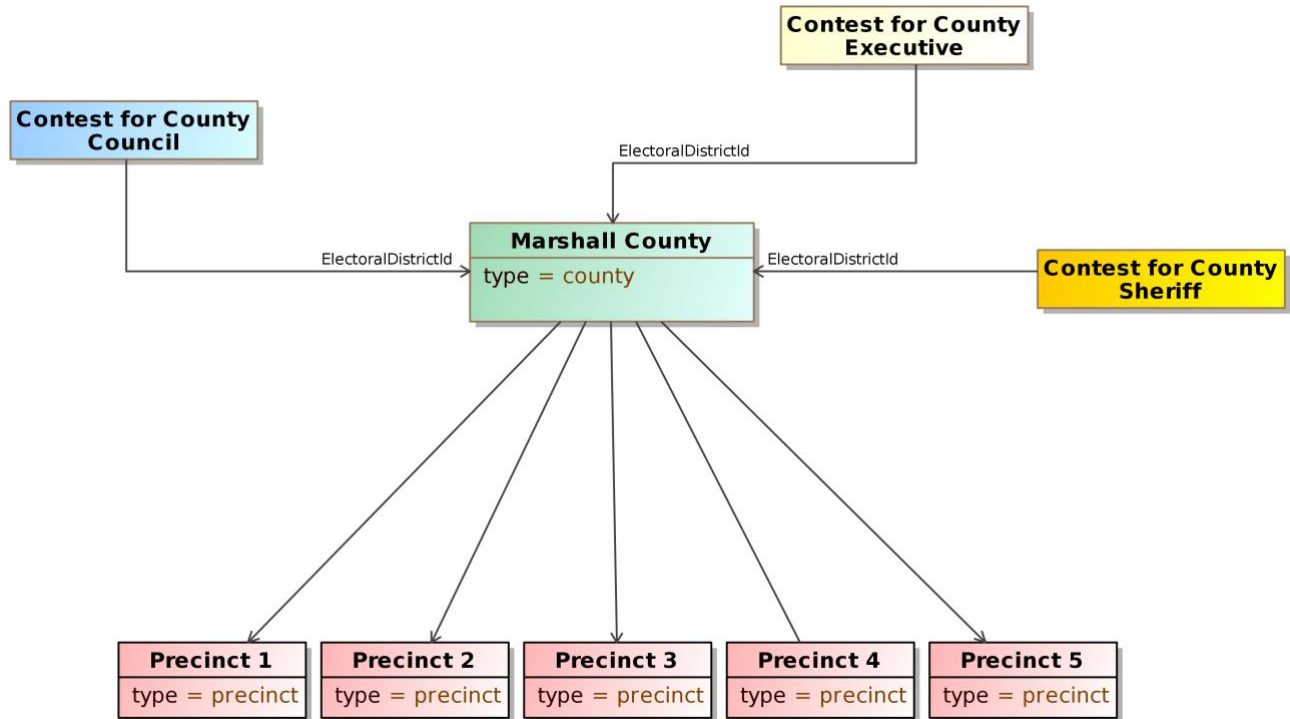 Contest for County
Executive
Contest for County
Council
ElectoralDistrictId
Marshall County
ElectoralDistrictId
ElectoralDistrictId
type = county
Contest for County
Sheriff
Precinct 1
type = precinct
Precinct 2
type = precinct
Precinct 3
type = precinct
Precinct 4
type = precinct
Precinct 5
type = precinct